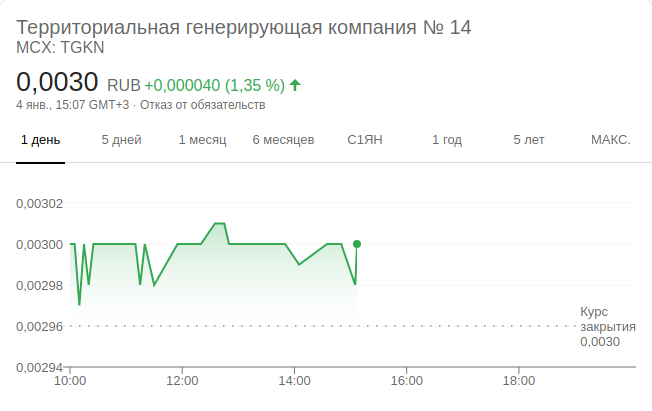 Территориальная генерирующая компания № 14
MCX: TGKN
0,0030 RUB +0,000040 (1,35 %)
4 янв., 15:07 GMT+3 · Отказ от обязательств
1 день 5 дней 1 месяц 6 месяцев С1ЯН 1 год 5 лет МАКС.
0,00302
0,00300
0,00298
0,00296
0,00294
Курс
закрытия
0,0030
10:00 12:00 14:00 16:00 18:00